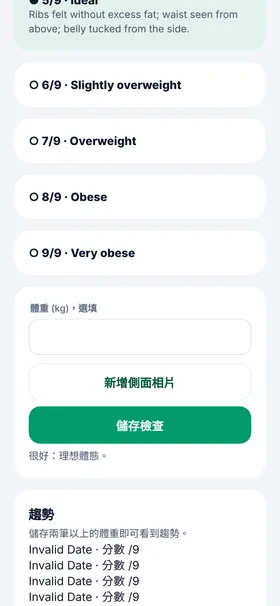 ● 5/9 · Ideal
Ribs felt without excess fat; waist seen from
above; belly tucked from the side.
○ 6/9 · Slightly overweight
○ 7/9 · Overweight
○ 8/9 · Obese
○ 9/9 · Very obese
體重 (kg)，選填
新增側面相片
儲存檢查
很好：理想體態。
趨勢
儲存兩筆以上的體重即可看到趨勢。
Invalid Date · 分數 /9
Invalid Date · 分數 /9
Invalid Date · 分數 /9
Invalid Date · 分數 /9